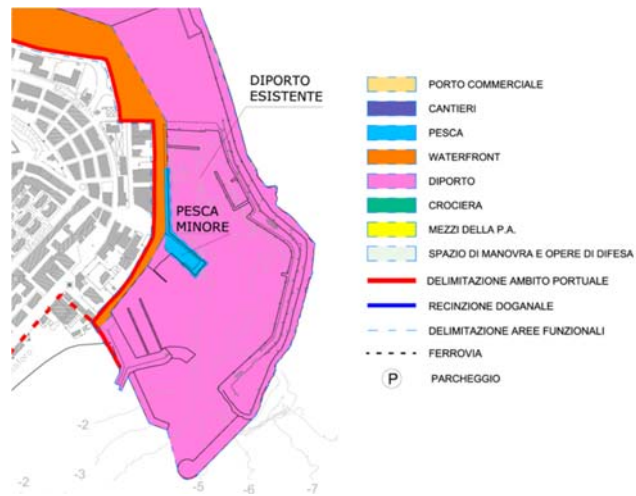 DIPORTO
ESISTENTE
PESCA
MINORE
-2
-3
-2
-4
-5
-6
-7
PORTO COMMERCIALE
CANTIERI
PESCA
WATERFRONT
DIPORTO
CROCIERA
MEZZI DELLA P.A.
SPAZIO DI MANOVRA E OPERE DI DIFESA
DELIMITAZIONE AMBITO PORTUALE
RECINZIONE DOGANALE
DELIMITAZIONE AREE FUNZIONALI
FERROVIA
P PARCHEGGIO